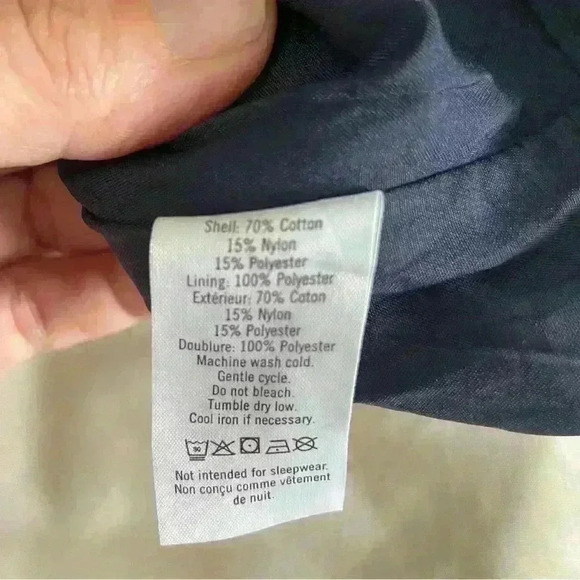 Shell: 70% Cotton
15% Nylon
15% Polyester
Lining: 100% Polyester
Extérieur: 70% Coton
15% Nylon
15% Polyester
Doublure: 100% Polyester
Machine wash cold.
Gentle cycle.
Do not bleach.
Tumble dry low.
Cool iron if necessary.
30
Not intended for sleepwear.
Non conçu comme vêtement
de nuit.